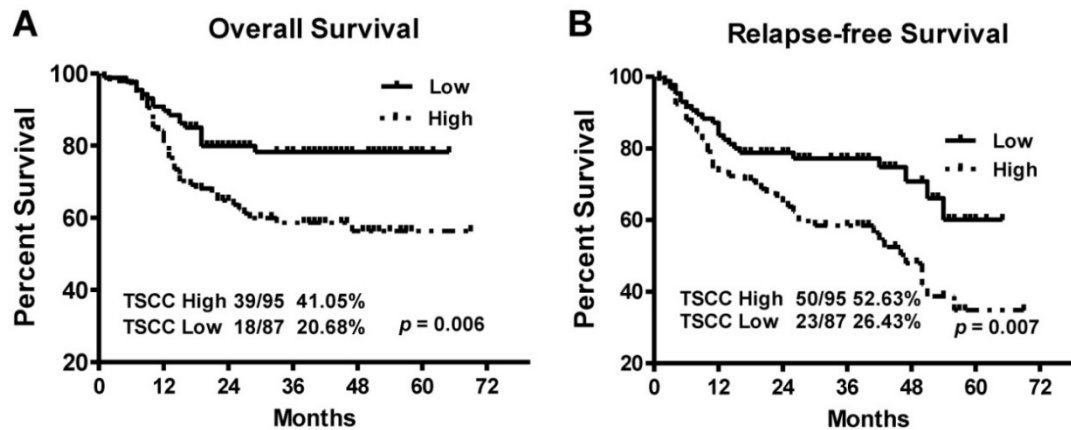 A
Overall Survival
Percent Survival
100
80
60
40
20
Low
High
TSCC High 39/95 41.05%
TSCC Low 18/87 20.68%
p = 0.006
0 12 24 36 48 60 72
Months
B
Relapse-free Survival
Percent Survival
100
80
60
40
20
Low
High
TSCC High 50/95 52.63%
TSCC Low 23/87 26.43%
p = 0.007
0 12 24 36 48 60 72
Months